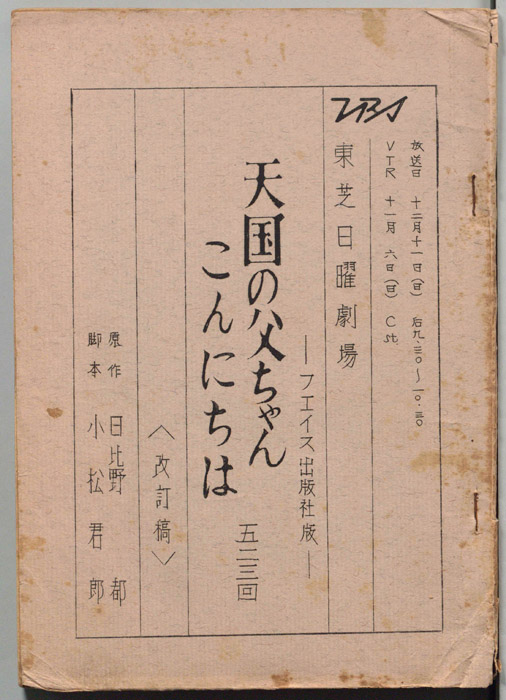 放送日 十二月十一日(日) 后九.三〇〜一〇.三〇
VTR 十一月 六日(日) C st.
TBS
東芝日曜劇場
―フエイス出版社版―
天国の父ちゃん
こんにちは
五二三回
〈改訂稿〉
原作 日比野 都
脚本 小松君郎